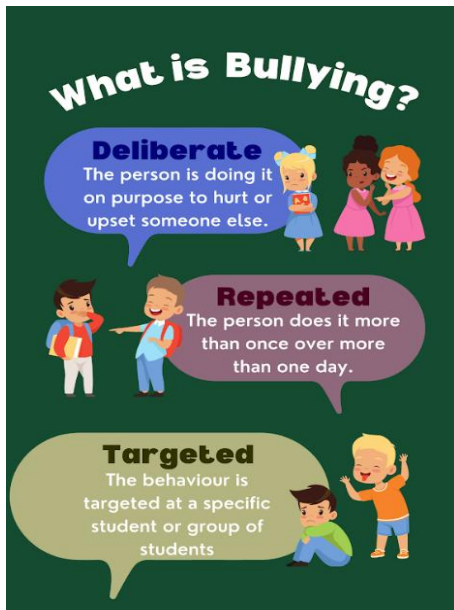 What is Bullying?
Deliberate
The person is doing it
on purpose to hurt or
upset someone else.
Repeated
The person does it more
than once over more
than one day.
Targeted
The behaviour is
targeted at a specific
student or group of
students